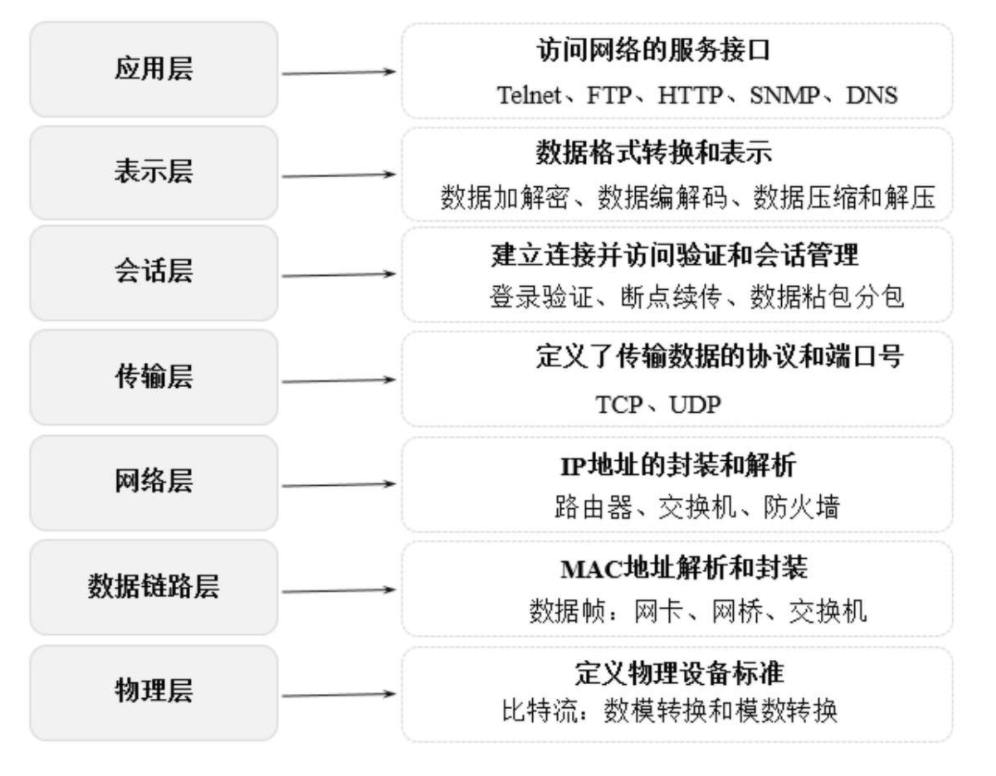 应用层
访问网络的服务接口
Telnet、FTP、HTTP、SNMP、DNS
表示层
数据格式转换和表示
数据加解密、数据编解码、数据压缩和解压
会话层
建立连接并访问验证和会话管理
登录验证、断点续传、数据粘包分包
传输层
定义了传输数据的协议和端口号
TCP、UDP
网络层
IP地址的封装和解析
路由器、交换机、防火墙
数据链路层
MAC地址解析和封装
数据帧：网卡、网桥、交换机
物理层
定义物理设备标准
比特流：数模转换和模数转换